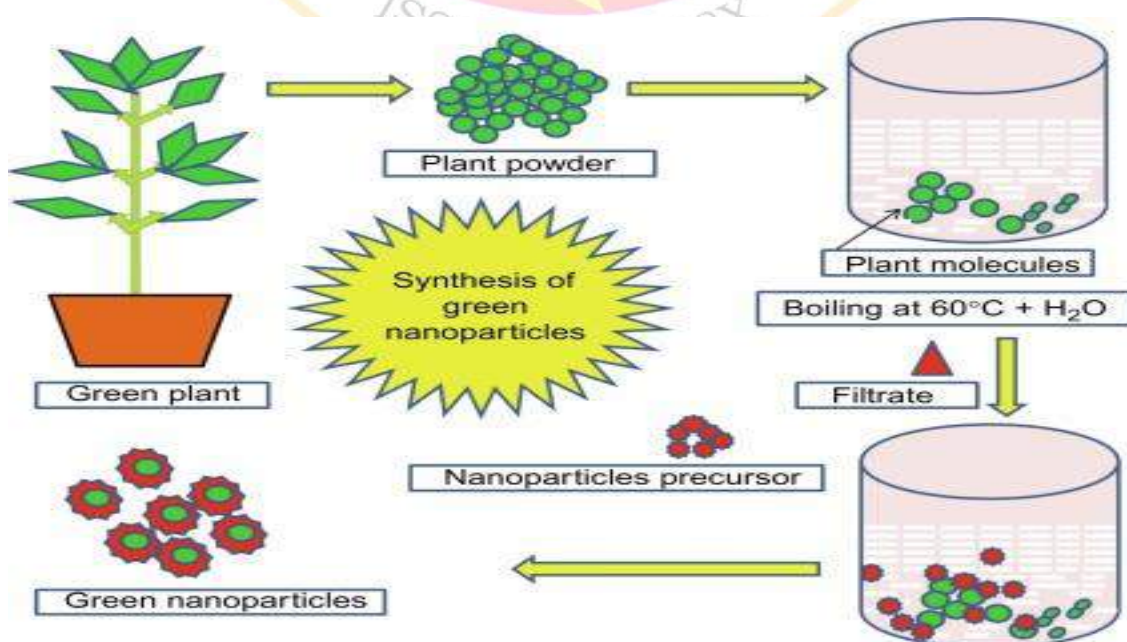 Plant powder
Plant molecules
Synthesis of
green
nanoparticles
Boiling at 60°C + H₂O
Green plant
Filtrate
Nanoparticles precursor
Green nanoparticles